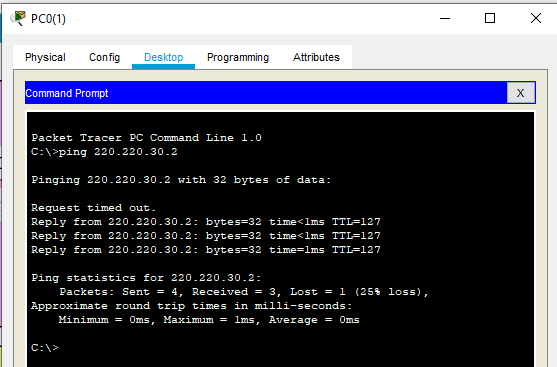 PC0(1)
Physical Config Desktop Programming Attributes
Command Prompt
X
Packet Tracer PC Command Line 1.0
C:\>ping 220.220.30.2
Pinging 220.220.30.2 with 32 bytes of data:
Request timed out.
Reply from 220.220.30.2: bytes=32 time<1ms TTL=127
Reply from 220.220.30.2: bytes=32 time<1ms TTL=127
Reply from 220.220.30.2: bytes=32 time=1ms TTL=127
Ping statistics for 220.220.30.2:
Packets: Sent = 4, Received = 3, Lost = 1 (25% loss),
Approximate round trip times in milli-seconds:
Minimum = 0ms, Maximum = 1ms, Average = 0ms
C:\>